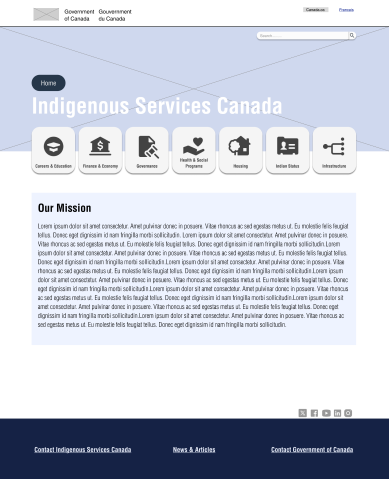 Government of Canada
Gouvernement du Canada
Canada.ca
Français
Home
Indigenous Services Canada
Careers & Education
Finance & Economy
Governance
Health & Social Programs
Housing
Indian Status
Infrastructure
Our Mission
Lorem ipsum dolor sit amet consectetur. Amet pulvinar donec in posuere. Vitae rhoncus ac sed egestas metus ut. Eu molestie felis feugiat
tellus. Donec eget dignissim id nam fringilla morbi sollicitudin. Lorem ipsum dolor sit amet consectetur. Amet pulvinar donec in posuere.
Vitae rhoncus ac sed egestas metus ut. Eu molestie felis feugiat tellus. Donec eget dignissim id nam fringilla morbi sollicitudin.Lorem
ipsum dolor sit amet consectetur. Amet pulvinar donec in posuere. Vitae rhoncus ac sed egestas metus ut. Eu molestie felis feugiat tellus.
Donec eget dignissim id nam fringilla morbi sollicitudin.Lorem ipsum dolor sit amet consectetur. Amet pulvinar donec in posuere. Vitae
rhoncus ac sed egestas metus ut. Eu molestie felis feugiat tellus. Donec eget dignissim id nam fringilla morbi sollicitudin.Lorem ipsum
dolor sit amet consectetur. Amet pulvinar donec in posuere. Vitae rhoncus ac sed egestas metus ut. Eu molestie felis feugiat tellus. Donec
eget dignissim id nam fringilla morbi sollicitudin.Lorem ipsum dolor sit amet consectetur. Amet pulvinar donec in posuere. Vitae rhoncus
ac sed egestas metus ut. Eu molestie felis feugiat tellus. Donec eget dignissim id nam fringilla morbi sollicitudin.Lorem ipsum dolor sit
amet consectetur. Amet pulvinar donec in posuere. Vitae rhoncus ac sed egestas metus ut. Eu molestie felis feugiat tellus. Donec eget
dignissim id nam fringilla morbi sollicitudin.Lorem ipsum dolor sit amet consectetur. Amet pulvinar donec in posuere. Vitae rhoncus
ac sed egestas metus ut. Eu molestie felis feugiat tellus. Donec eget dignissim id nam fringilla morbi sollicitudin.
Contact Indigenous Services Canada
News & Articles
Contact Government of Canada